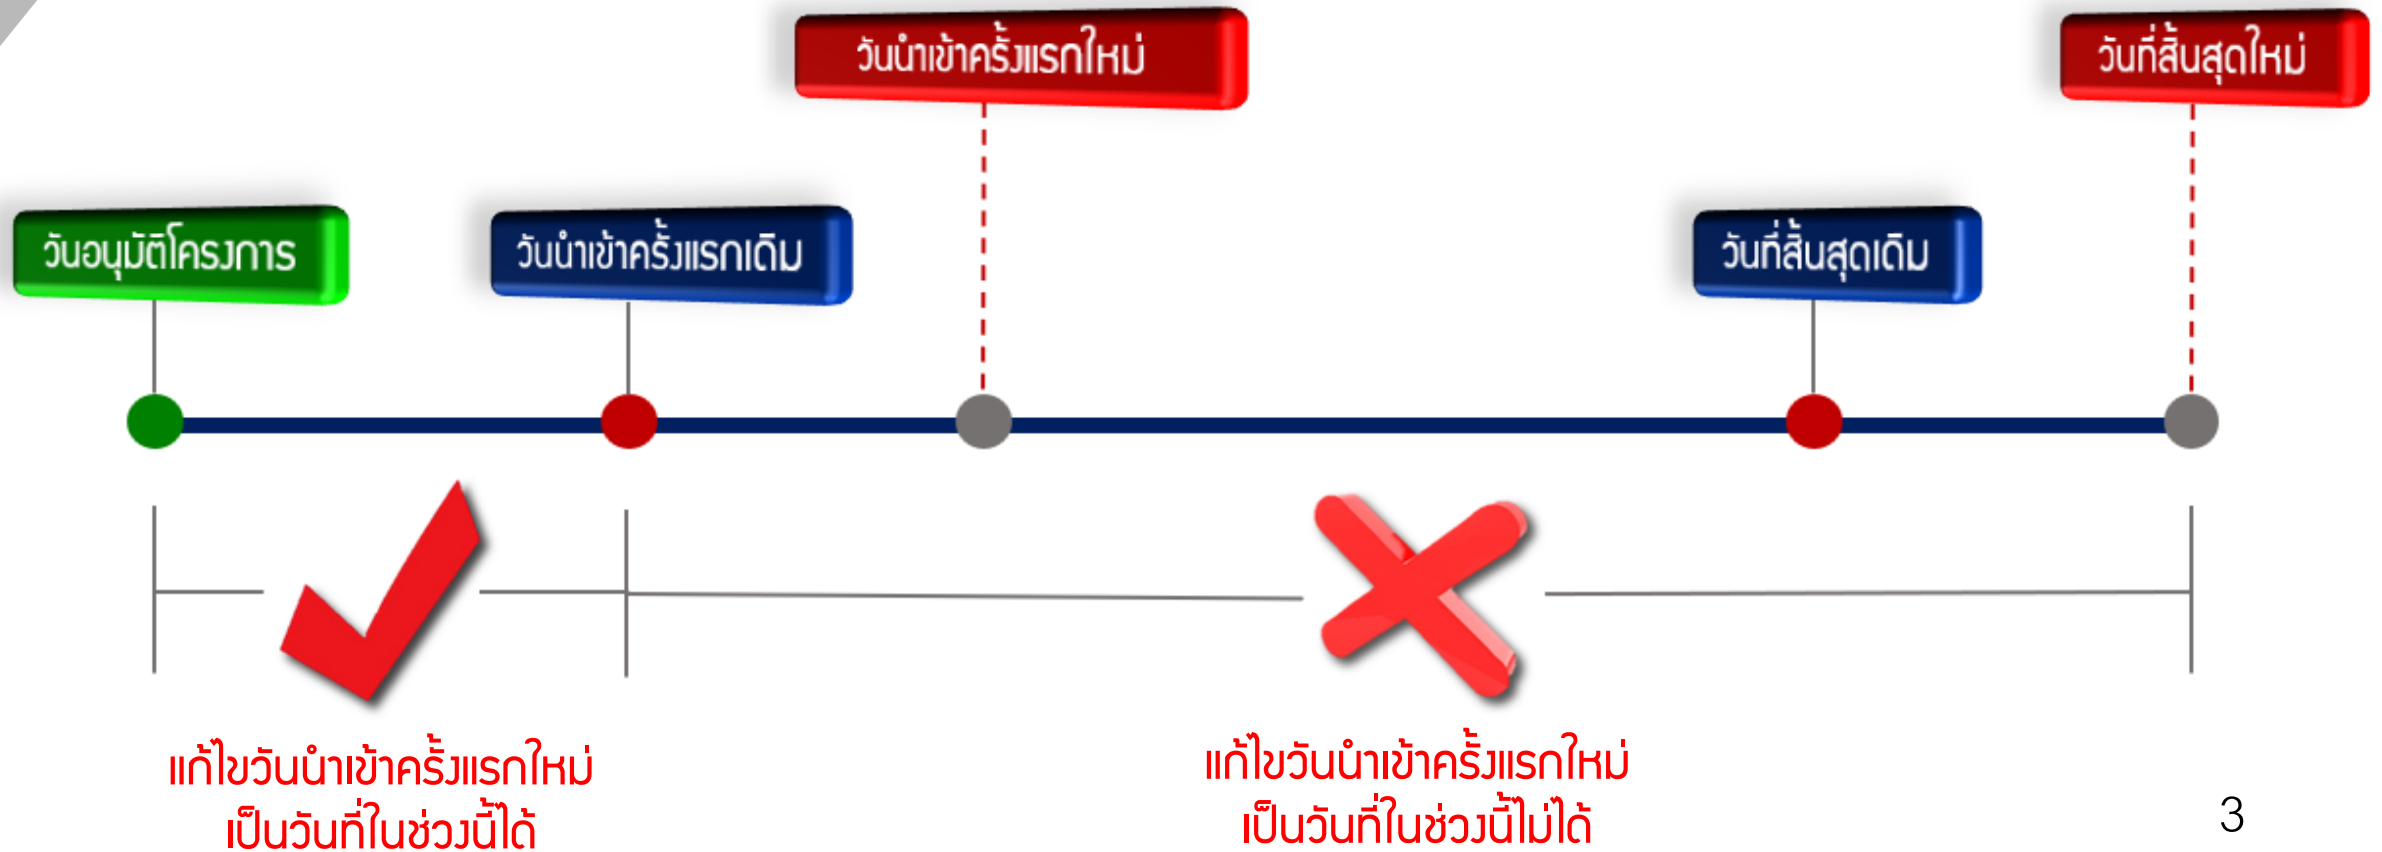 วันนำเข้าครั้งแรกใหม่
วันที่สิ้นสุดใหม่
วันอนุมัติโครงการ
วันนำเข้าครั้งแรกเดิม
วันที่สิ้นสุดเดิม
แก้ไขวันนำเข้าครั้งแรกใหม่
เป็นวันที่ในช่วงนี้ได้
แก้ไขวันนำเข้าครั้งแรกใหม่
เป็นวันที่ในช่วงนี้ไม่ได้
3